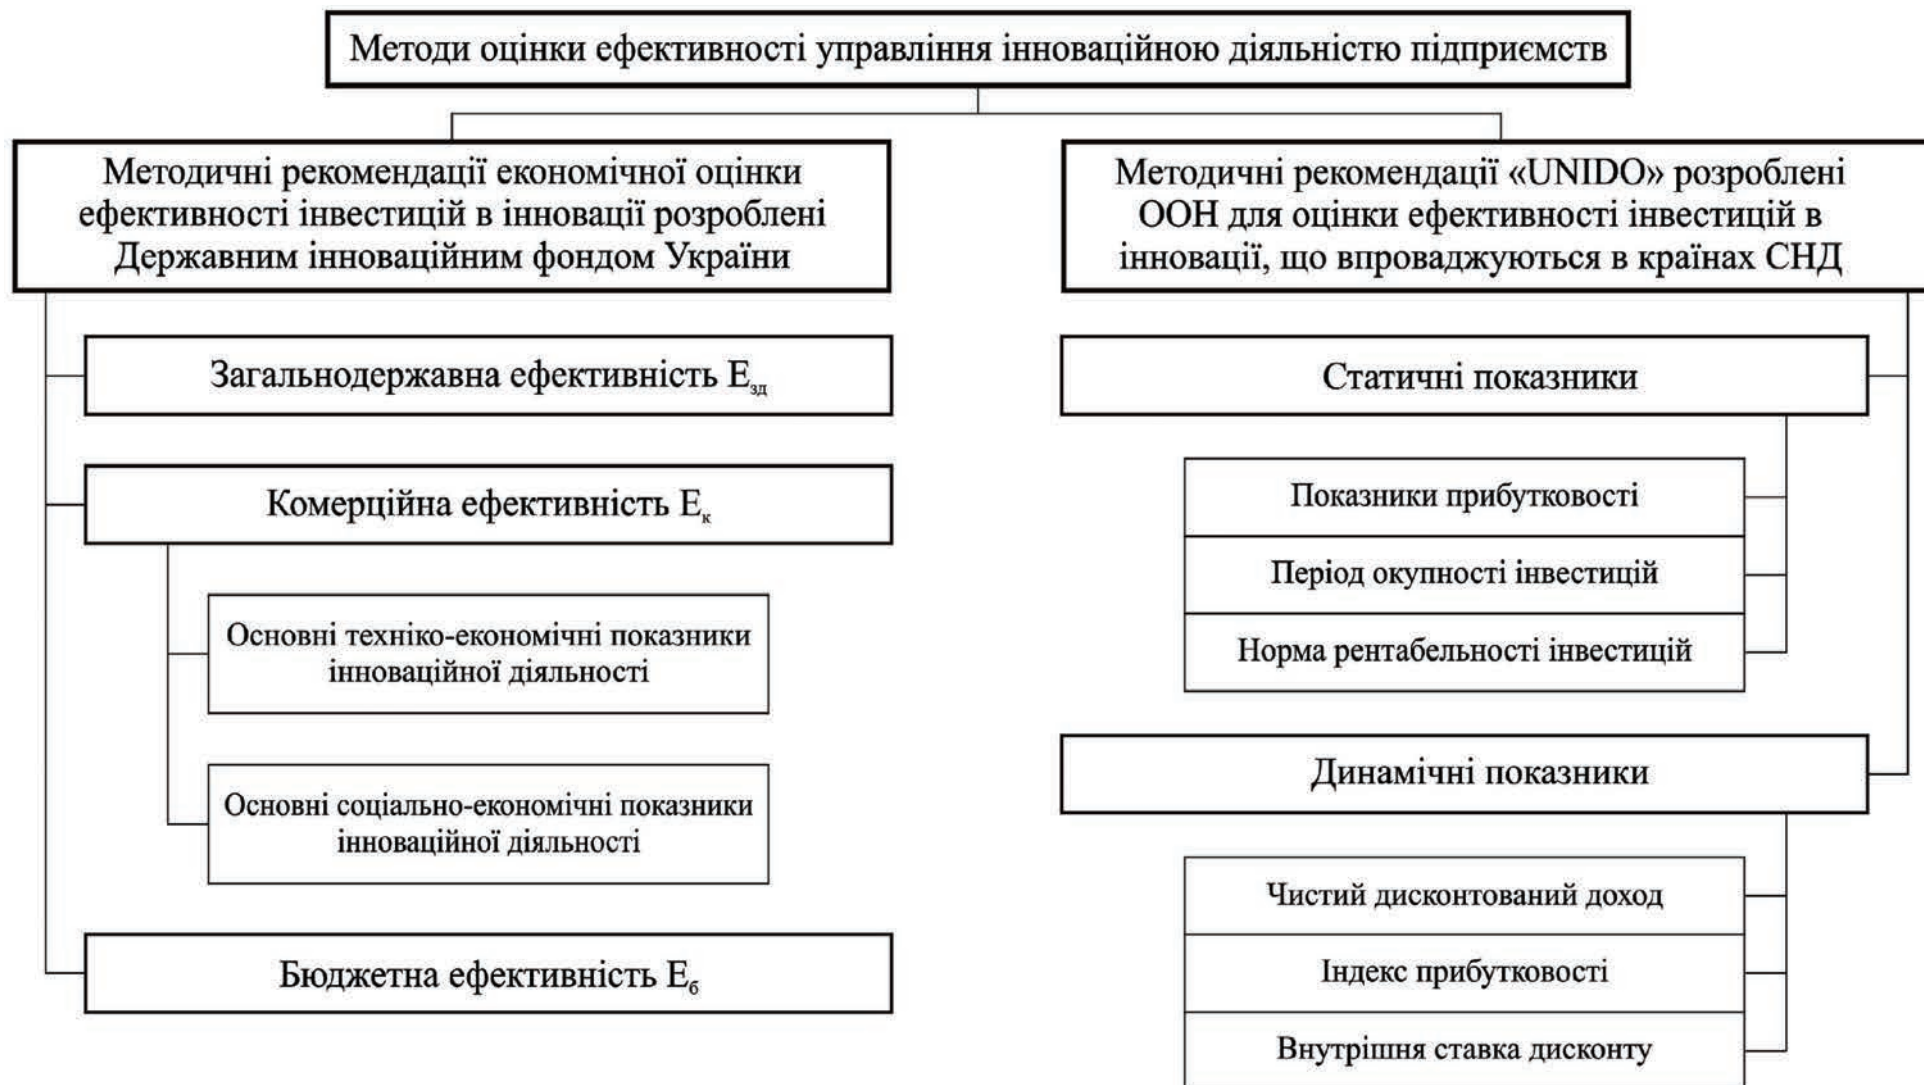 Методи оцінки ефективності управління інноваційною діяльністю підприємств
Методичні рекомендації економічної оцінки
ефективності інвестицій в інновації розроблені
Державним інноваційним фондом України
Загальнодержавна ефективність Езд
Комерційна ефективність Ек
Основні техніко-економічні показники
інноваційної діяльності
Основні соціально-економічні показники
інноваційної діяльності
Бюджетна ефективність Еб
Методичні рекомендації «UNIDO» розроблені
ООН для оцінки ефективності інвестицій в
інновації, що впроваджуються в країнах СНД
Статичні показники
Показники прибутковості
Період окупності інвестицій
Норма рентабельності інвестицій
Динамічні показники
Чистий дисконтований доход
Індекс прибутковості
Внутрішня ставка дисконту